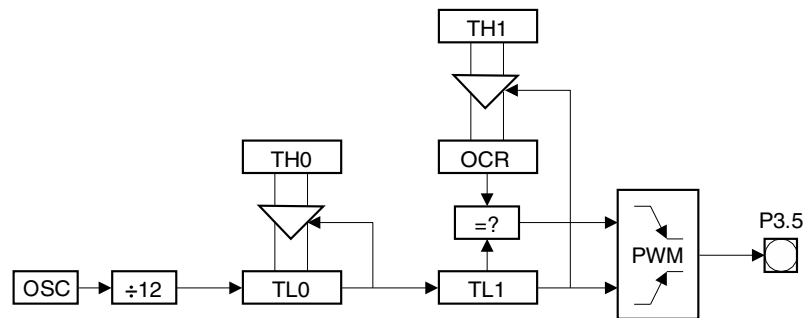 TH1
TH0
OCR
P3.5
=?
PWM
OSC
÷12
TL0
TL1